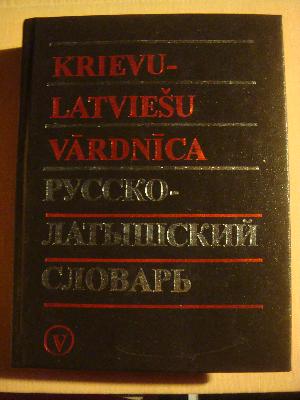 KRIEVU-
LATVIEŠU
VĀRDNĪCA
РУССКО-
ЛАТЫШСКИЙ
СЛОВАРЬ
V